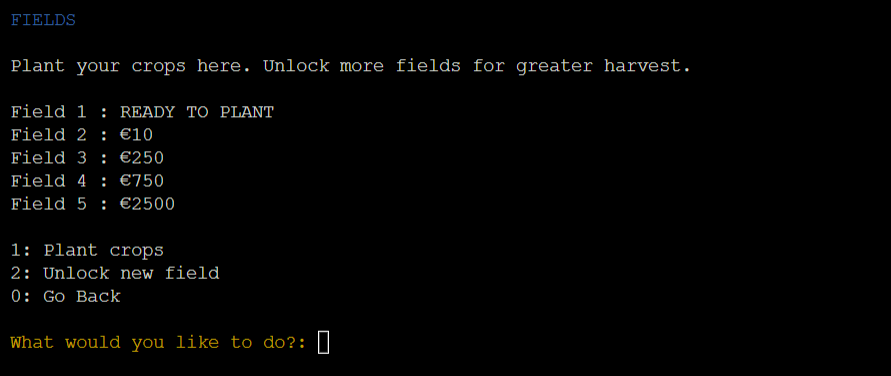 FIELDS
Plant your crops here. Unlock more fields for greater harvest.
Field 1 : READY TO PLANT
Field 2 : €10
Field 3 : €250
Field 4 : €750
Field 5 : €2500
1: Plant crops
2: Unlock new field
0: Go Back
What would you like to do?: